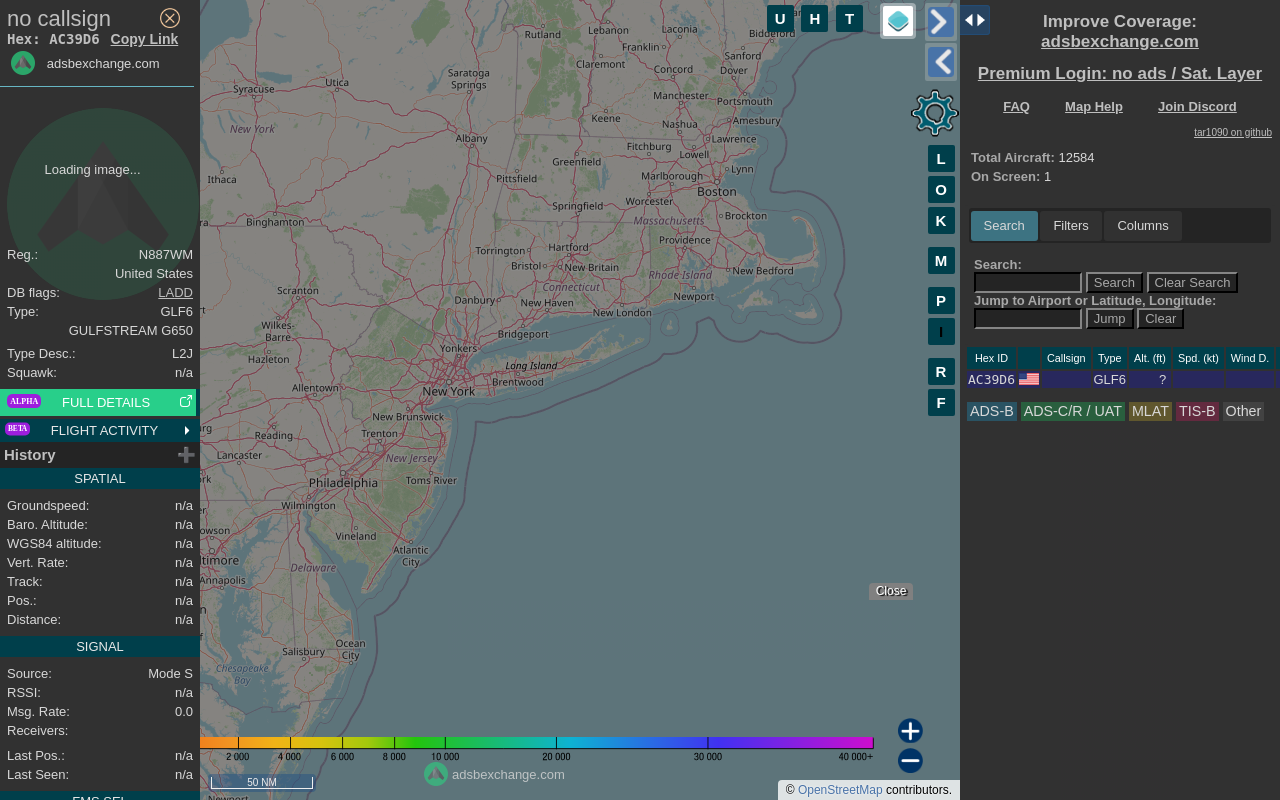 no callsign
Hex: AC39D6 Copy Link
adsbexchange.com
Loading image...
Reg.: N887WM
United States
DB flags: LADD
Type: GLF6
GULFSTREAM G650
Type Desc.: L2J
Squawk: n/a
ALPHA FULL DETAILS
BETA FLIGHT ACTIVITY
History
SPATIAL
Groundspeed: n/a
Baro. Altitude: n/a
WGS84 altitude: n/a
Vert. Rate: n/a
Track: n/a
Pos.: n/a
Distance: n/a
SIGNAL
Source: Mode S
RSSI: n/a
Msg. Rate: 0.0
Receivers:
Last Pos.: n/a
Last Seen: n/a
FMS SEL
Rutland
Lebanon
Laconia
Biddeford
Franklin
Claremont
Sanford
Concord
Dover
Saratoga
Springs
Utica
Syracuse
Manchester
Portsmouth
Keene
Amesbury
New York
Nashua
Albany
Lawrence
Fitchburg
Lowell
Greenfield
Lynn
Ithaca
Pittsfield
Marlborough
Boston
Worcester
Springfield
Binghamton
Massachusetts
Brockton
Providence
Torrington
Hartford
Bristol
New Britain
New Bedford
Rhode Island
Connecticut
Scranton
Danbury
New Haven
Newport
New London
Wilkes-
Barre
Bridgeport
Yonkers
Hazleton
Long Island
Brentwood
Allentown
New York
New Brunswick
Reading
Trenton
Lancaster
New Jersey
Philadelphia
Toms River
Wilmington
Vineland
Atlantic
City
Annapolis
Delaware
Ocean
City
Salisbury
Chesapeake
Bay
Newport
U H T
L
O
K
M
P
I
R
F
Close
2 000 4 000 6 000 8 000 10 000 20 000 30 000 40 000+
50 NM
adsbexchange.com
© OpenStreetMap contributors.
Improve Coverage:
adsbexchange.com
Premium Login: no ads / Sat. Layer
FAQ Map Help Join Discord
tar1090 on github
Total Aircraft: 12584
On Screen: 1
Search Filters Columns
Search:
Search Clear Search
Jump to Airport or Latitude, Longitude:
Jump Clear
Hex ID Callsign Type Alt. (ft) Spd. (kt) Wind D.
AC39D6 GLF6 ?
ADS-B ADS-C/R / UAT MLAT TIS-B Other